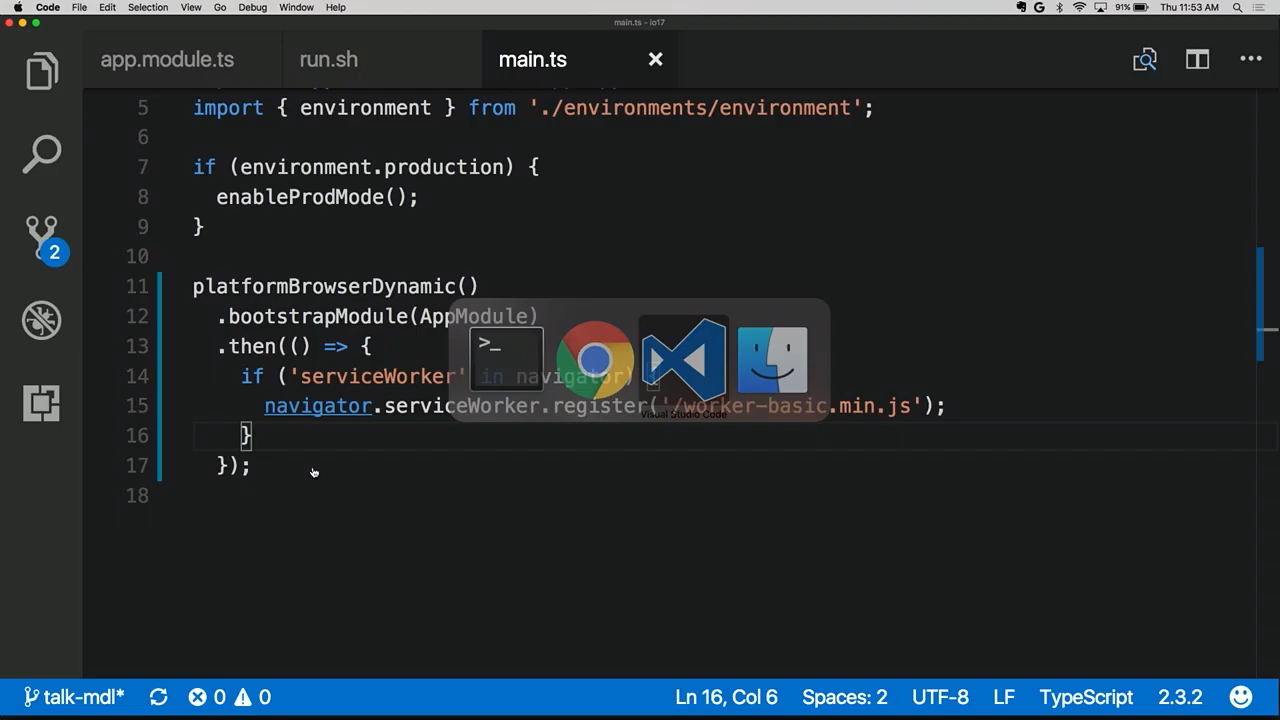 Code File Edit Selection View Go Debug Window Help 91% Thu 11:53 AM
main.ts - io17
app.module.ts run.sh main.ts
5 import { environment } from './environments/environment';
6
7 if (environment.production) {
8 enableProdMode();
9 }
10
11 platformBrowserDynamic()
12 .bootstrapModule(AppModule)
13 .then(() => {
14 if ('serviceWorker' in navigator) {
15 navigator.serviceWorker.register('/worker-basic.min.js');
Visual Studio Code
16 }
17 });
18
2
talk-mdl* 0 0 Ln 16, Col 6 Spaces: 2 UTF-8 LF TypeScript 2.3.2